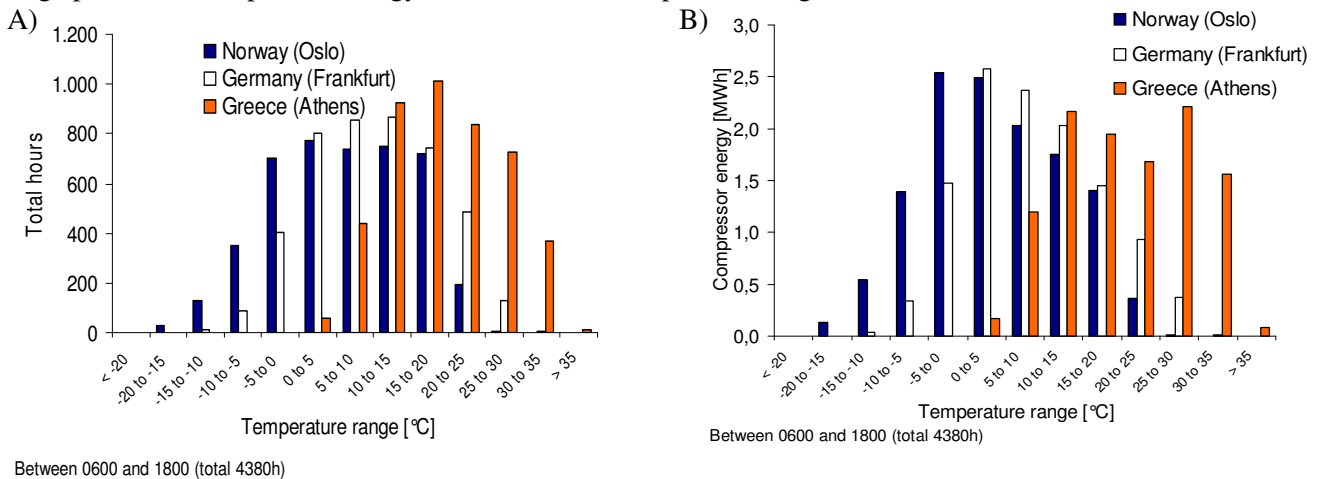 A)
1.200
1.000
800
600
400
200
0
Total hours
Norway (Oslo)
Germany (Frankfurt)
Greece (Athens)
< -20
-20 to -15
-15 to -10
-10 to -5
-5 to 0
0 to 5
5 to 10
10 to 15
15 to 20
20 to 25
25 to 30
30 to 35
> 35
Temperature range [°C]
Between 0600 and 1800 (total 4380h)
B)
3,0
2,5
2,0
1,5
1,0
0,5
0,0
Compressor energy [MWh]
Norway (Oslo)
Germany (Frankfurt)
Greece (Athens)
< -20
-20 to -15
-15 to -10
-10 to -5
-5 to 0
0 to 5
5 to 10
10 to 15
15 to 20
20 to 25
25 to 30
30 to 35
> 35
Temperature range [°C]
Between 0600 and 1800 (total 4380h)